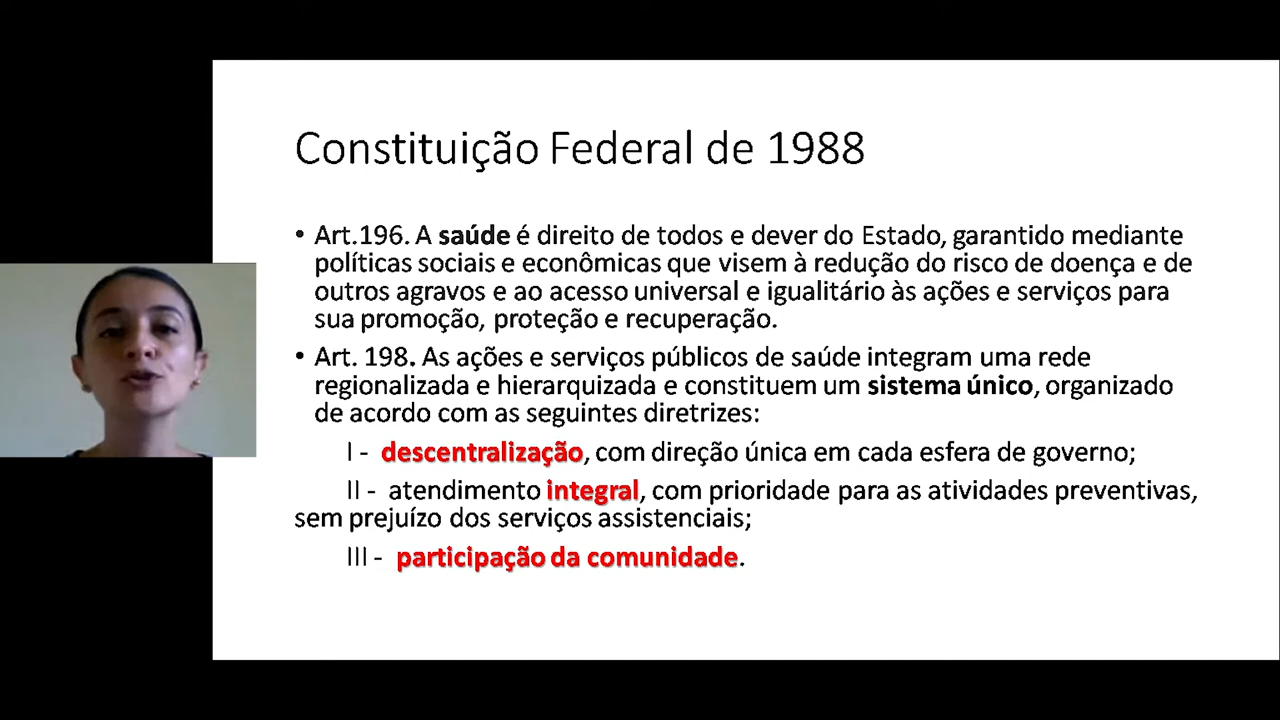 Constituição Federal de 1988
• Art.196. A saúde é direito de todos e dever do Estado, garantido mediante
políticas sociais e econômicas que visem à redução do risco de doença e de
outros agravos e ao acesso universal e igualitário às ações e serviços para
sua promoção, proteção e recuperação.
• Art. 198. As ações e serviços públicos de saúde integram uma rede
regionalizada e hierarquizada e constituem um sistema único, organizado
de acordo com as seguintes diretrizes:
I - descentralização, com direção única em cada esfera de governo;
II - atendimento integral, com prioridade para as atividades preventivas,
sem prejuízo dos serviços assistenciais;
III - participação da comunidade.